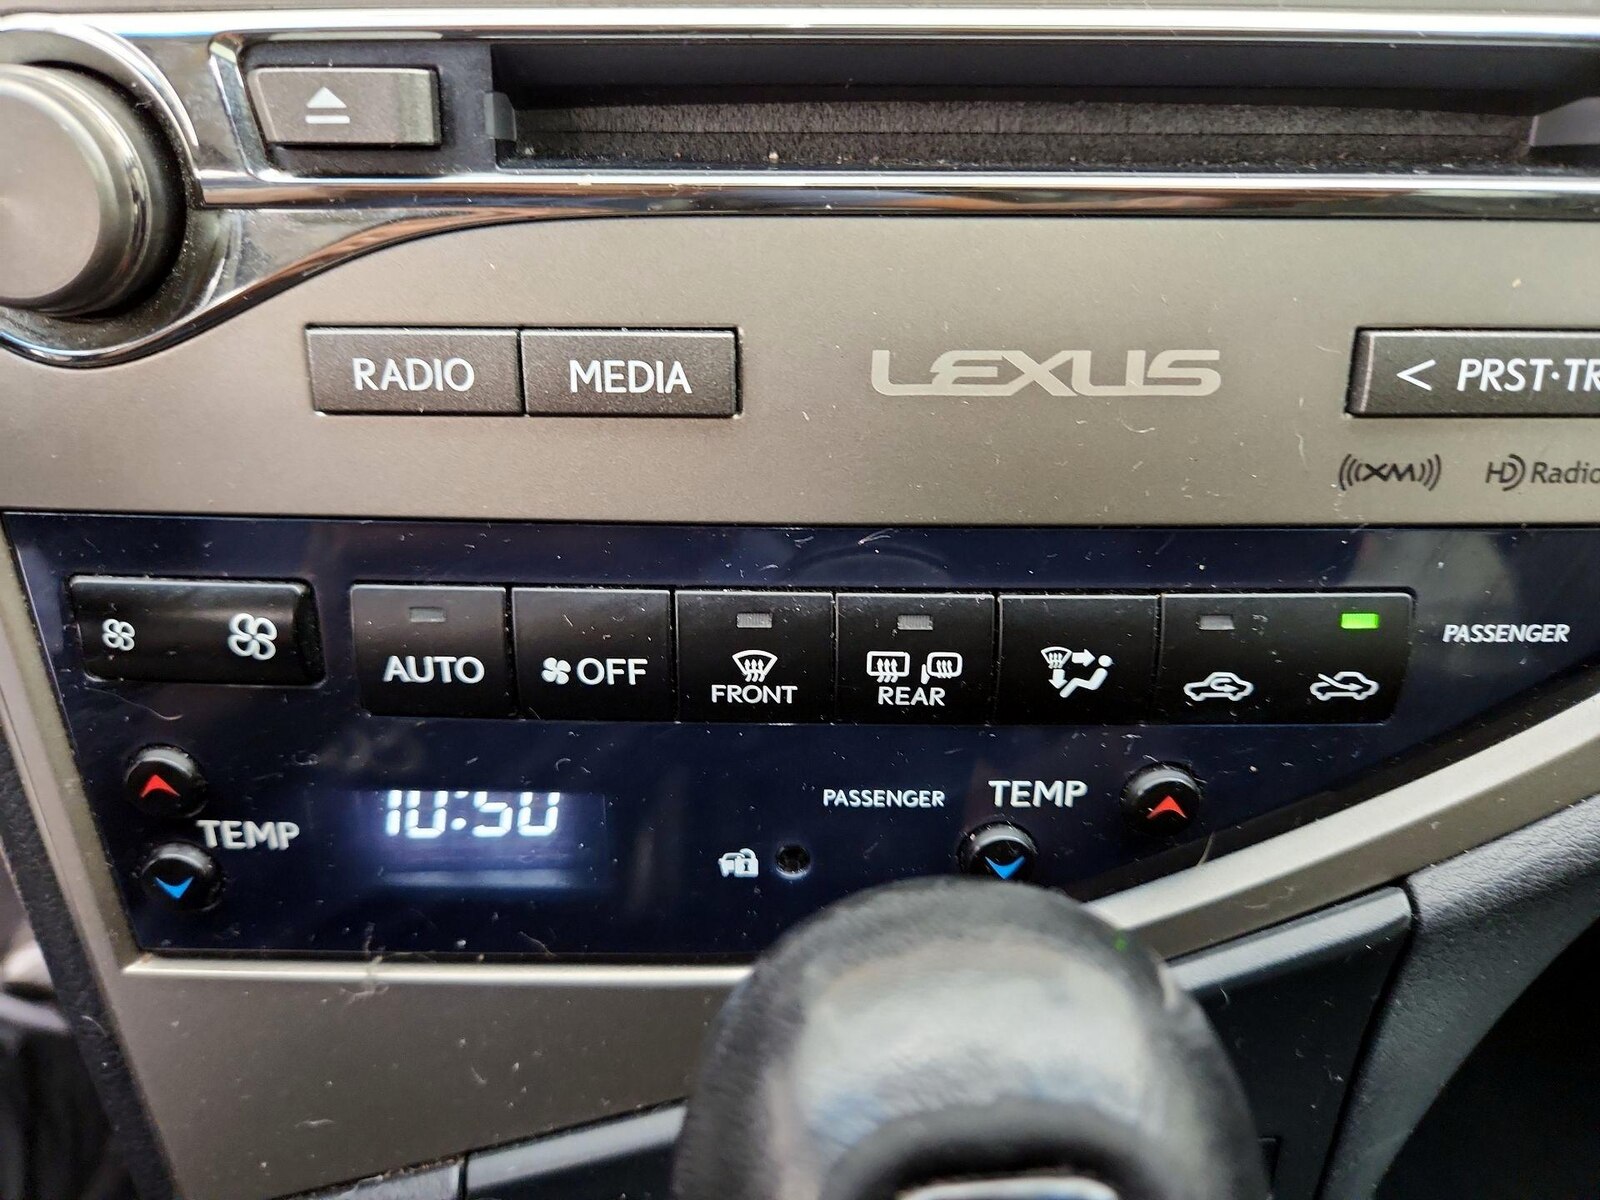 RADIO
MEDIA
LEXUS
< PRST·TR
(((XM)))
HD Radio
AUTO
OFF
FRONT
REAR
PASSENGER
TEMP
10:50
PASSENGER
TEMP